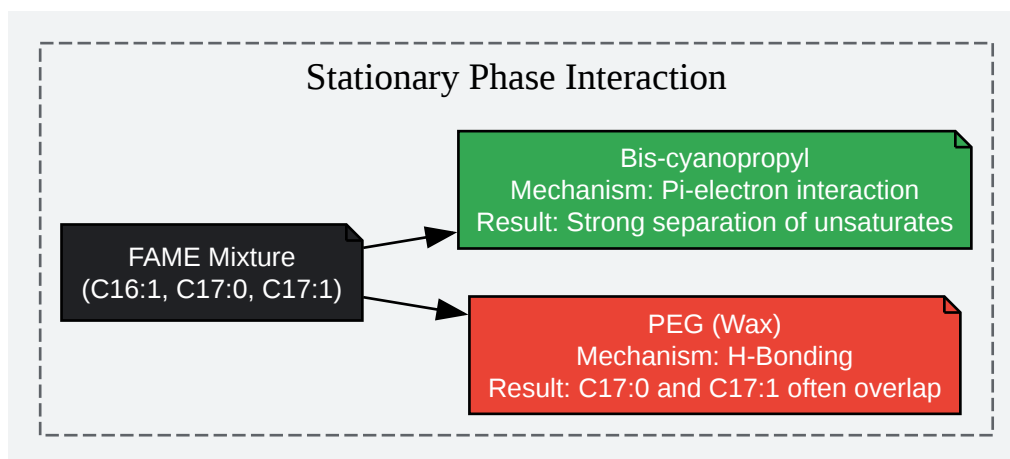 Stationary Phase Interaction
FAME Mixture
(C16:1, C17:0, C17:1)
Bis-cyanopropyl
Mechanism: Pi-electron interaction
Result: Strong separation of unsaturates
PEG (Wax)
Mechanism: H-Bonding
Result: C17:0 and C17:1 often overlap